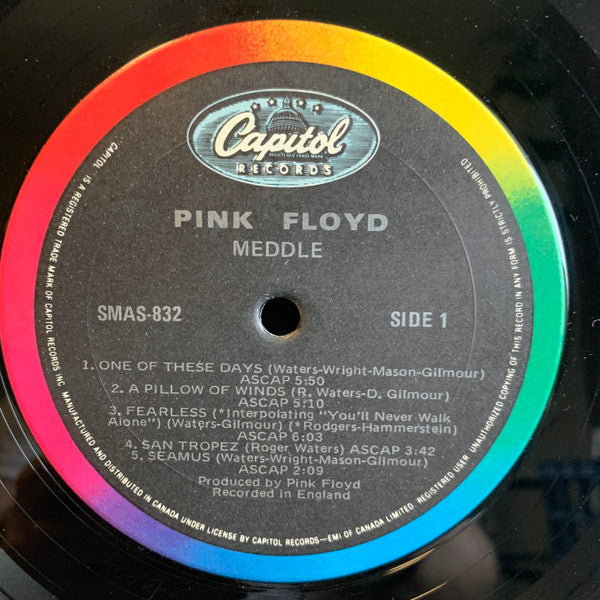 Capitol
REGISTERED TRADE MARK
RECORDS
PINK FLOYD
MEDDLE
SMAS-832
SIDE 1
1. ONE OF THESE DAYS (Waters-Wright-Mason-Gilmour)
ASCAP 5:50
2. A PILLOW OF WINDS (R. Waters-D. Gilmour)
ASCAP 5:10
3. FEARLESS (*Interpolating "You'll Never Walk
Alone") (Waters-Gilmour) (*Rodgers-Hammerstein)
ASCAP 6:03
4. SAN TROPEZ (Roger Waters) ASCAP 3:42
5. SEAMUS (Waters-Wright-Mason-Gilmour)
ASCAP 2:09
Produced by Pink Floyd
Recorded in England
CAPITOL IS A REGISTERED TRADE MARK OF CAPITOL RECORDS INC. MANUFACTURED AND DISTRIBUTED IN CANADA UNDER LICENSE BY CAPITOL RECORDS—EMI OF CANADA LIMITED. REGISTERED USER. UNAUTHORIZED COPYING OF THIS RECORD IN ANY FORM IS STRICTLY PROHIBITED